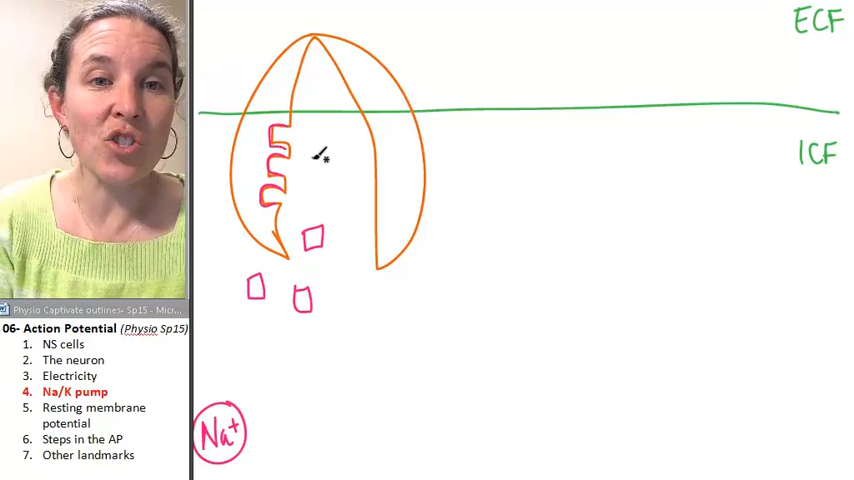 ECF
ICF
Physio Captivate outlines- Sp15 - Micr...
06- Action Potential (Physio Sp15)
1. NS cells
2. The neuron
3. Electricity
4. Na/K pump
5. Resting membrane
potential
6. Steps in the AP
7. Other landmarks
Na+